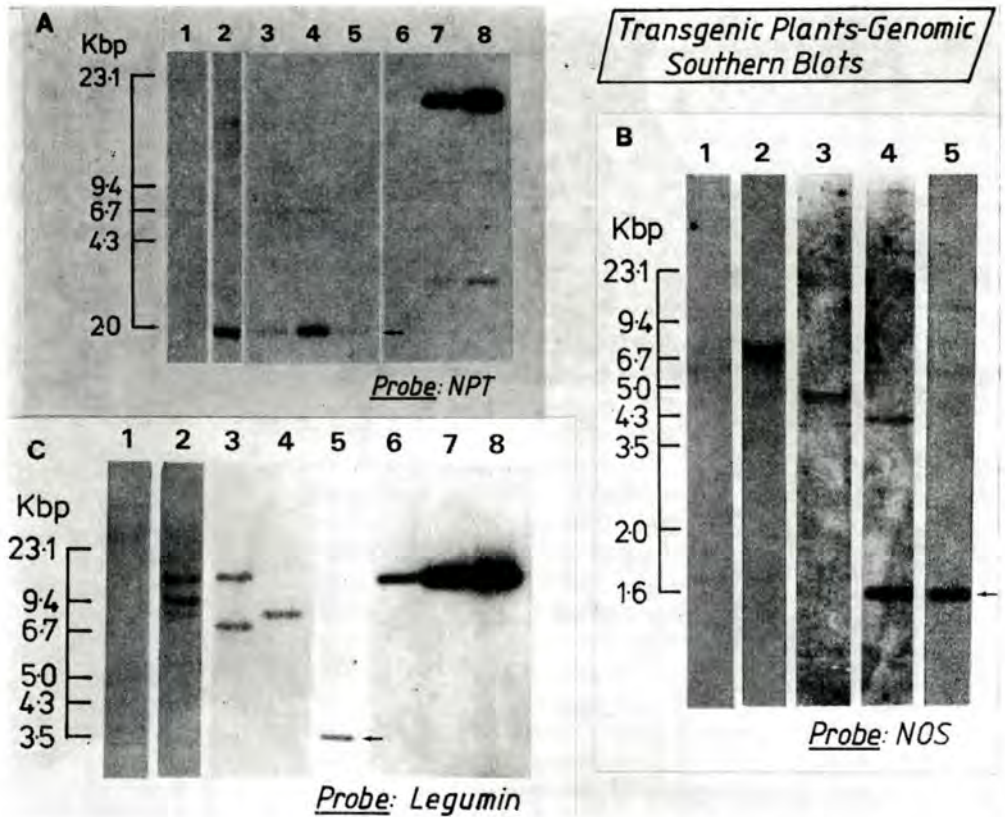 Transgenic Plants-Genomic
Southern Blots
A
Kbp
1 2 3 4 5 6 7 8
23·1
9·4
6·7
4·3
20
Probe: NPT
B
1 2 3 4 5
Kbp
23·1
9·4
6·7
5·0
4·3
3·5
2·0
1·6
Probe: NOS
C
1 2 3 4 5 6 7 8
Kbp
23·1
9·4
6·7
5·0
4·3
35
Probe: Legumin